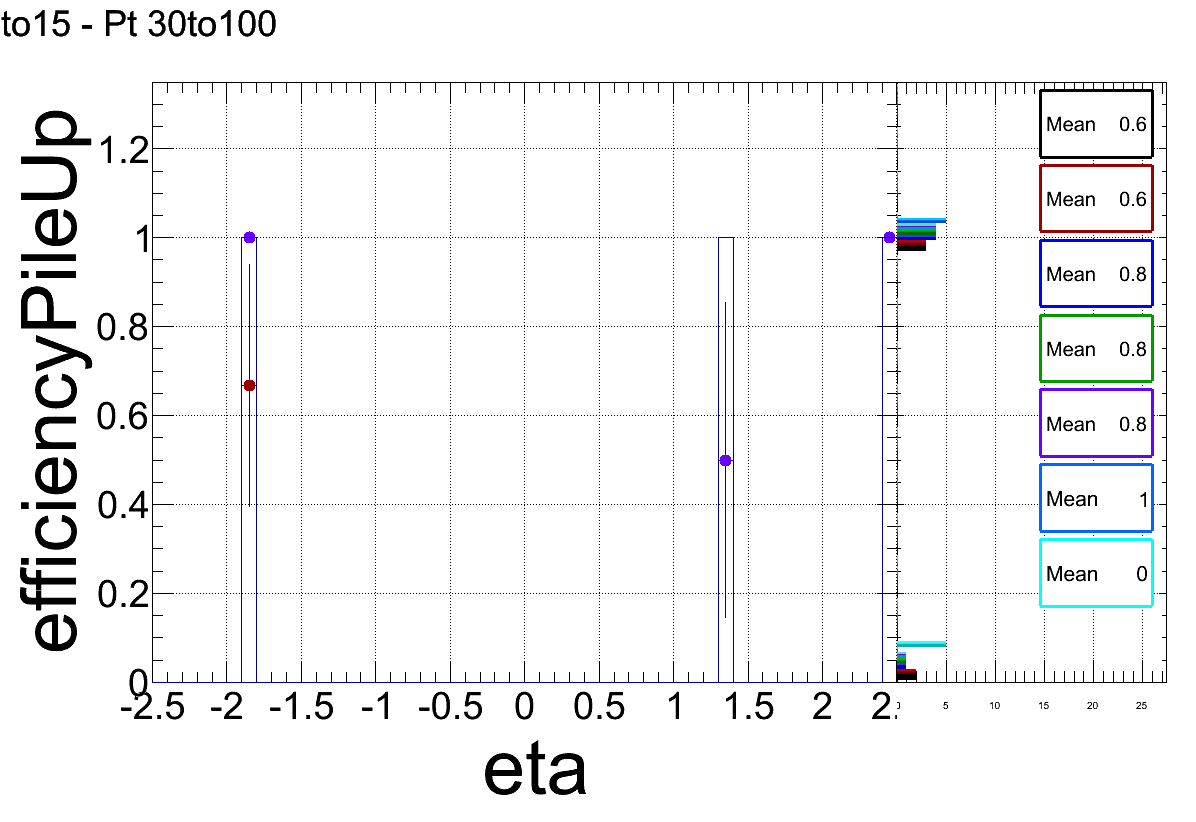 to15 - Pt 30to100
efficiencyPileUp
1.2
1
0.8
0.6
0.4
0.2
0
-2.5 -2 -1.5 -1 -0.5 0 0.5 1 1.5 2 2.
5 10 15 20 25
eta
Mean 0.6
Mean 0.6
Mean 0.8
Mean 0.8
Mean 0.8
Mean 1
Mean 0